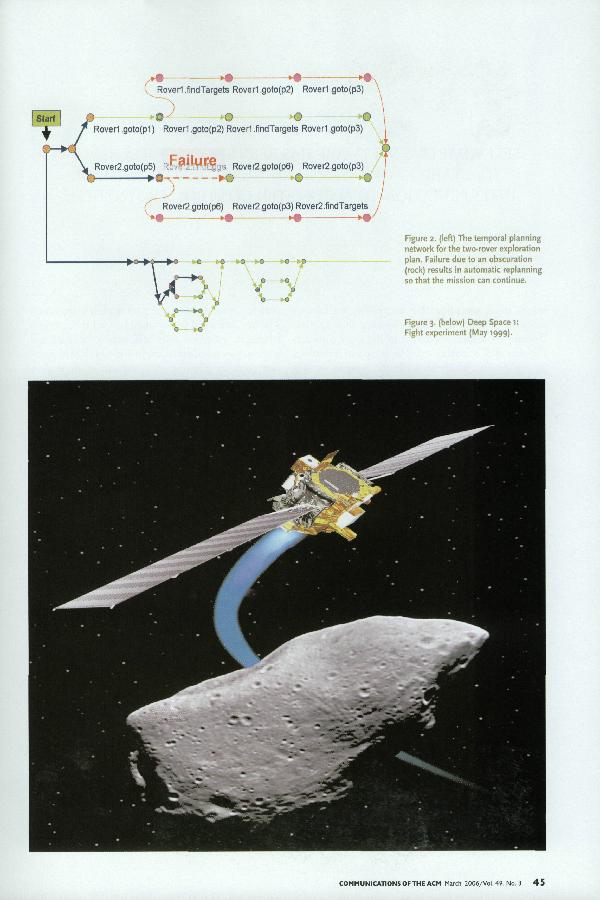 Rover1.findTargets Rover1.goto(p2) Rover1.goto(p3)
Start
Rover1.goto(p1) Rover1.goto(p2) Rover1.findTargets Rover1.goto(p3)
Failure
Rover2.goto(p5) Rover2.goto(p6) Rover2.goto(p3)
Rover2.goto(p6) Rover2.goto(p3) Rover2.findTargets
Figure 2. (left) The temporal planning
network for the two-rover exploration
plan. Failure due to an obscuration
(rock) results in automatic replanning
so that the mission can continue.
Figure 3. (below) Deep Space 1:
Fight experiment (May 1999).
COMMUNICATIONS OF THE ACM March 2006/Vol. 49, No. 3 45